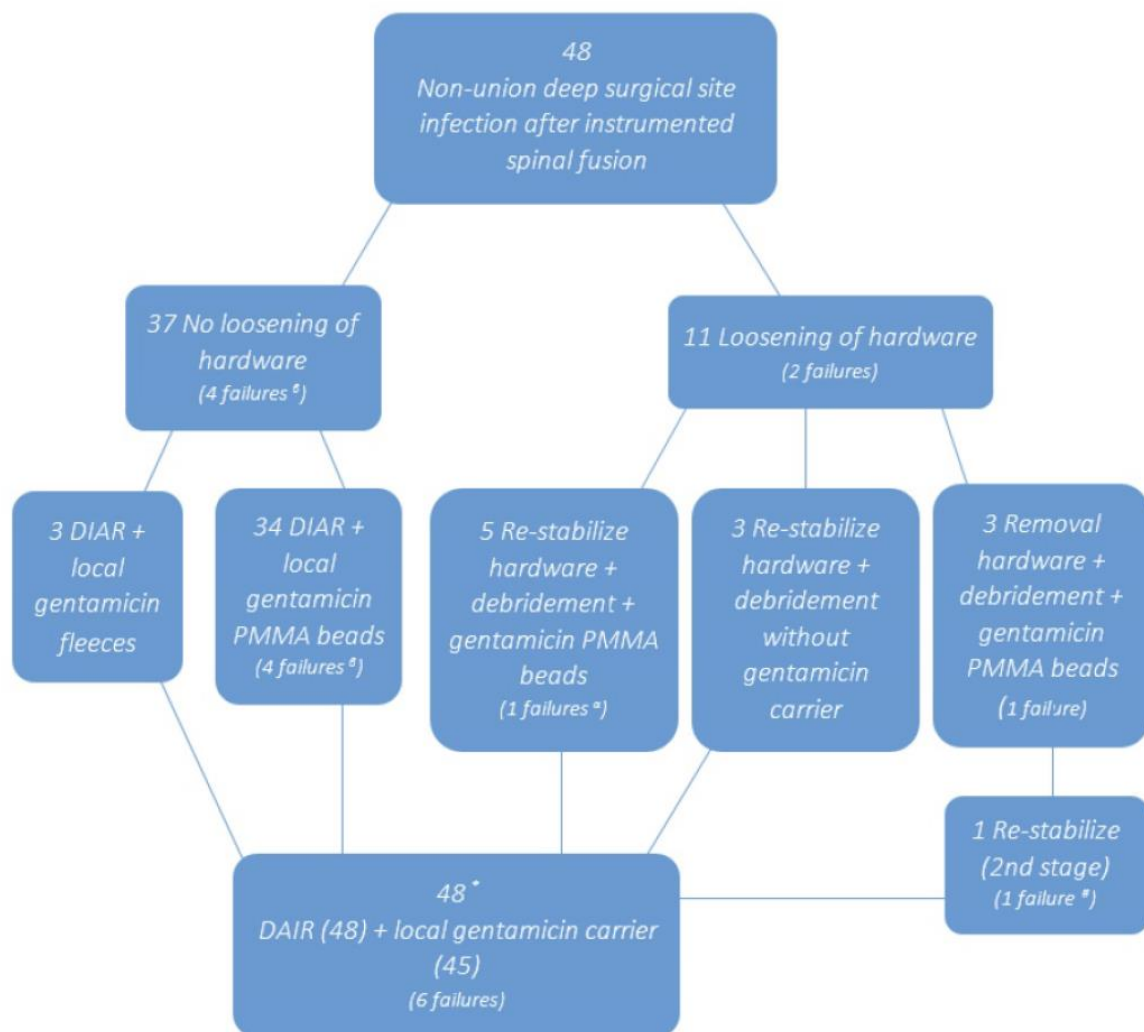 48
Non-union deep surgical site
infection after instrumented
spinal fusion
37 No loosening of
hardware
(4 failures ᵟ)
11 Loosening of hardware
(2 failures)
3 DIAR +
local
gentamicin
fleeces
34 DIAR +
local
gentamicin
PMMA beads
(4 failures ᵟ)
5 Re-stabilize
hardware +
debridement +
gentamicin PMMA
beads
(1 failures ᵅ)
3 Re-stabilize
hardware +
debridement
without
gentamicin
carrier
3 Removal
hardware +
debridement +
gentamicin
PMMA beads
(1 failure)
1 Re-stabilize
(2nd stage)
(1 failure #)
48 *
DAIR (48) + local gentamicin carrier
(45)
(6 failures)